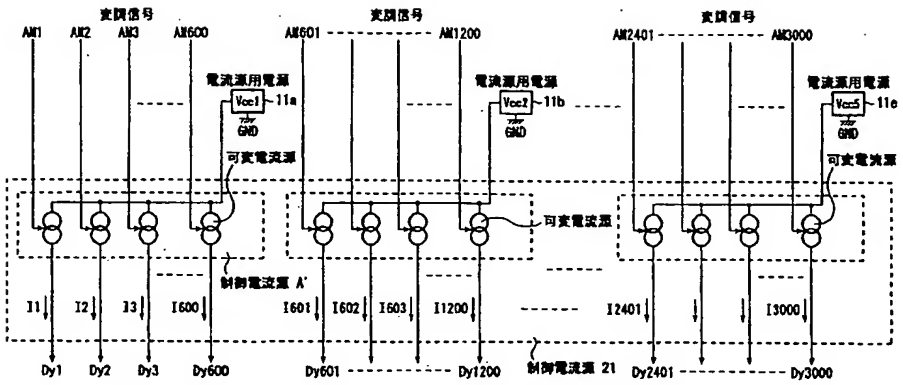 変調信号 変調信号 変調信号
AM1 AM2 AM3 AM600 AM601 AM1200 AM2401 AM3000
電流源用電源 電流源用電源 電流源用電源
Vcc1 11a Vcc2 11b Vcc5 11e
GND GND GND
可変電流源 可変電流源 可変電流源
制御電流源 A'
I1 I2 I3 I600 I601 I602 I603 I1200 I2401 I3000
制御電流源 21
Dy1 Dy2 Dy3 Dy600 Dy601 Dy1200 Dy2401 Dy3000